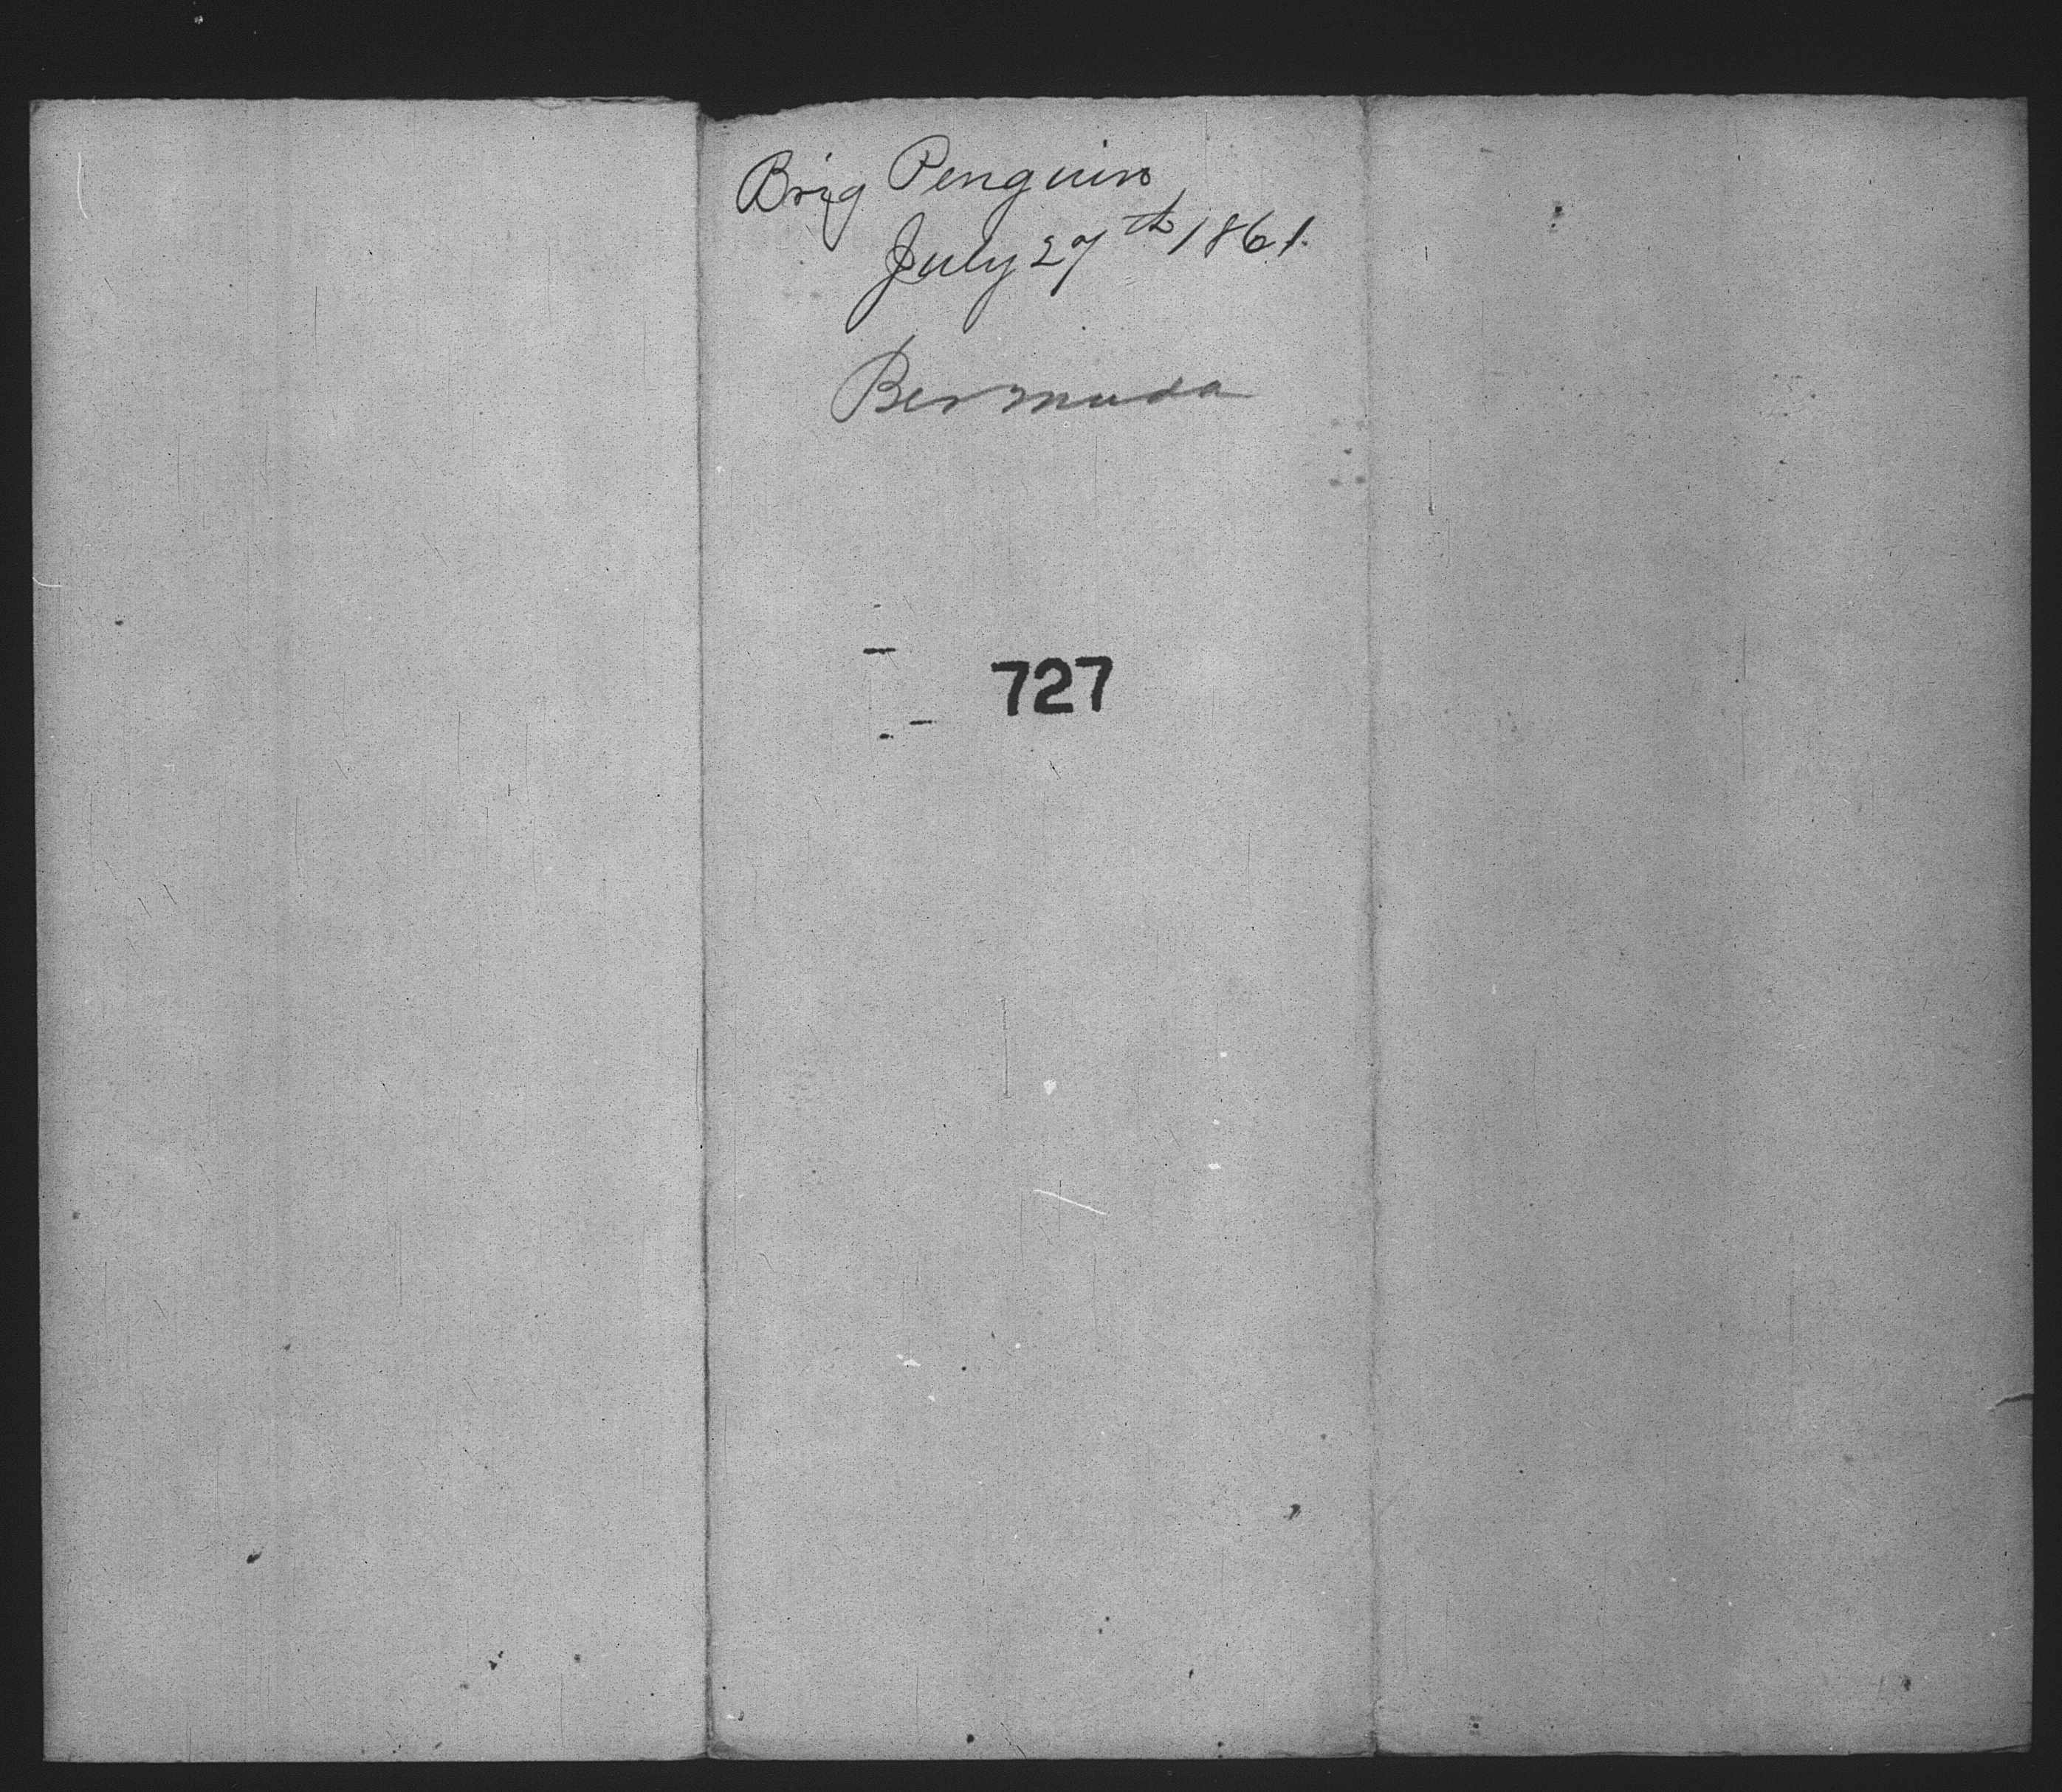 Brig Penguin
July 27th 1861.
Bermuda
727